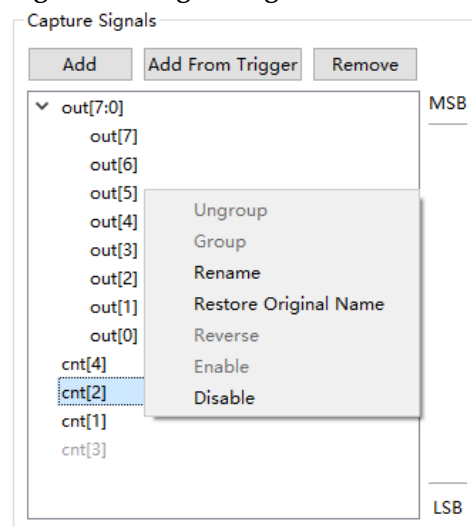 Capture Signals
Add Add From Trigger Remove
out[7:0] MSB
out[7]
out[6]
out[5]
out[4]
out[3]
out[2]
out[1]
out[0]
cnt[4]
cnt[2]
cnt[1]
cnt[3]
Ungroup
Group
Rename
Restore Original Name
Reverse
Enable
Disable
LSB